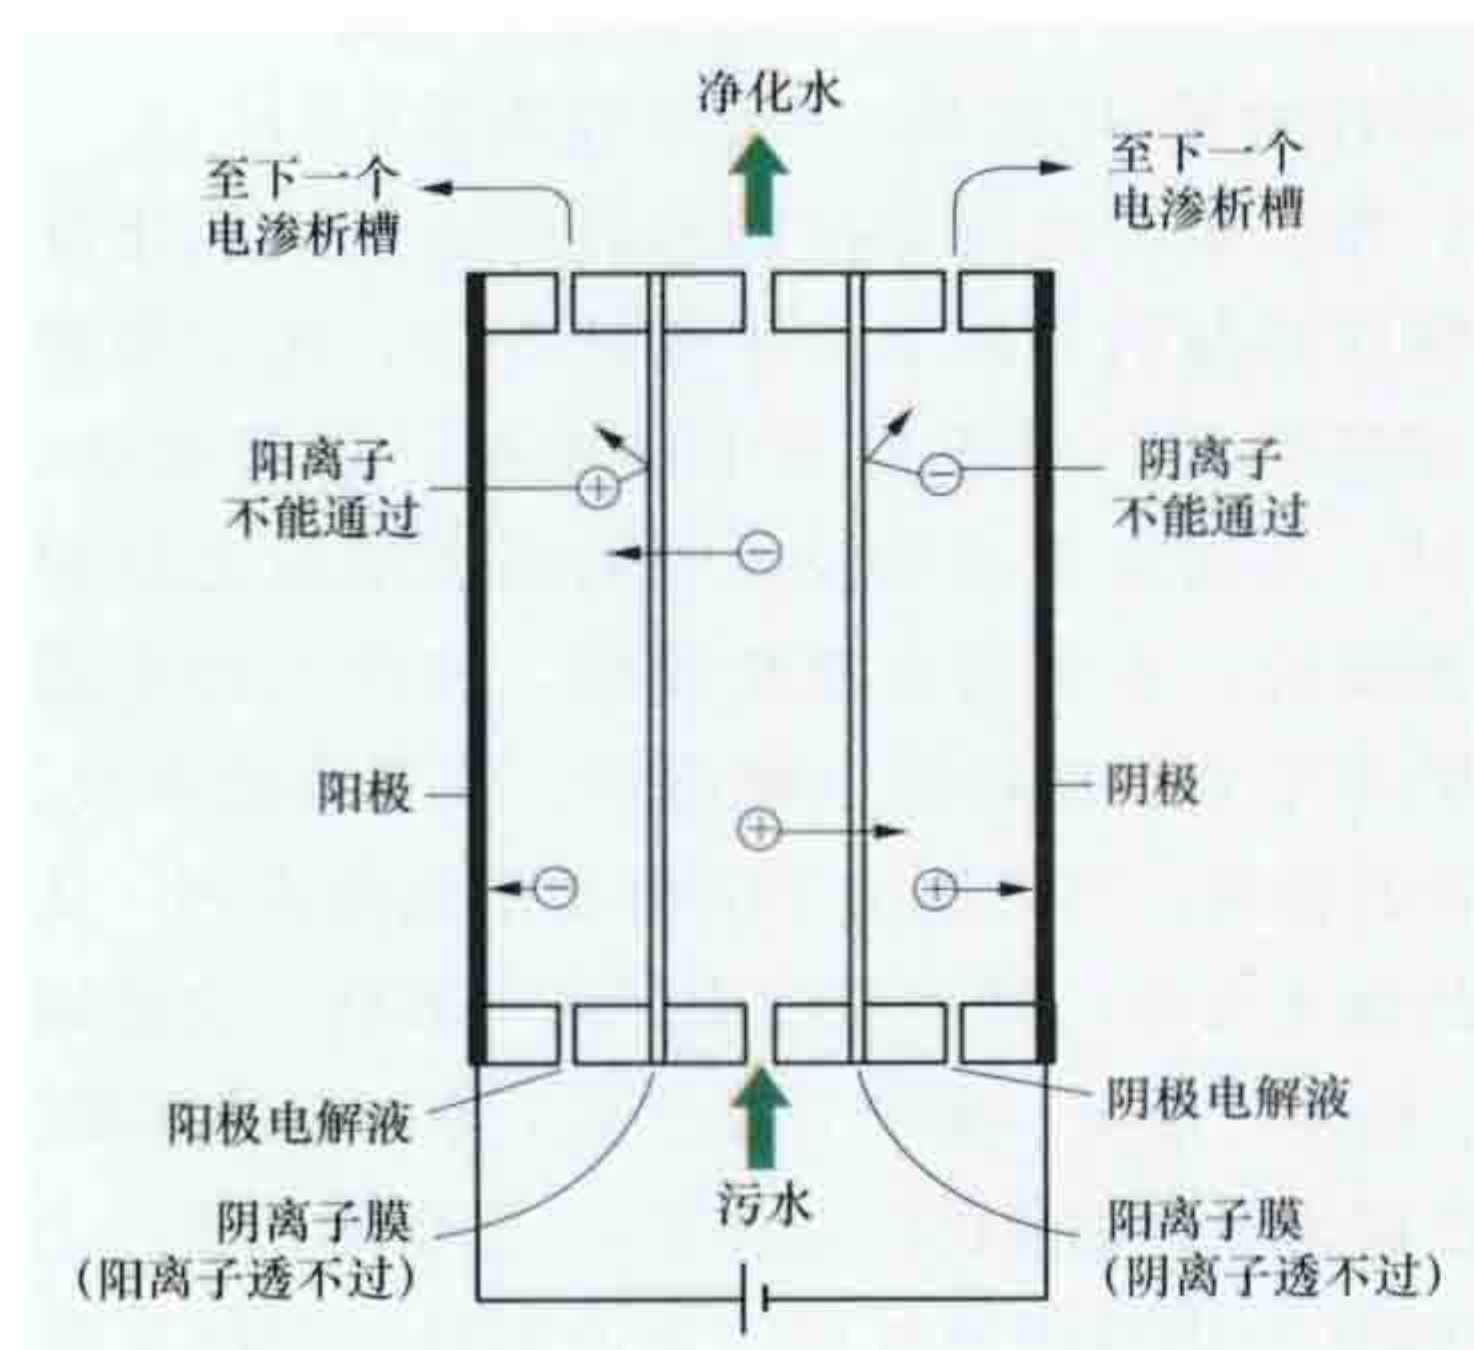 净化水
至下一个
电渗析槽
至下一个
电渗析槽
阳离子
不能通过
阴离子
不能通过
+
−
−
阳极
阴极
+
−
+
阳极电解液
阴极电解液
污水
阴离子膜
(阳离子透不过)
阳离子膜
(阴离子透不过)